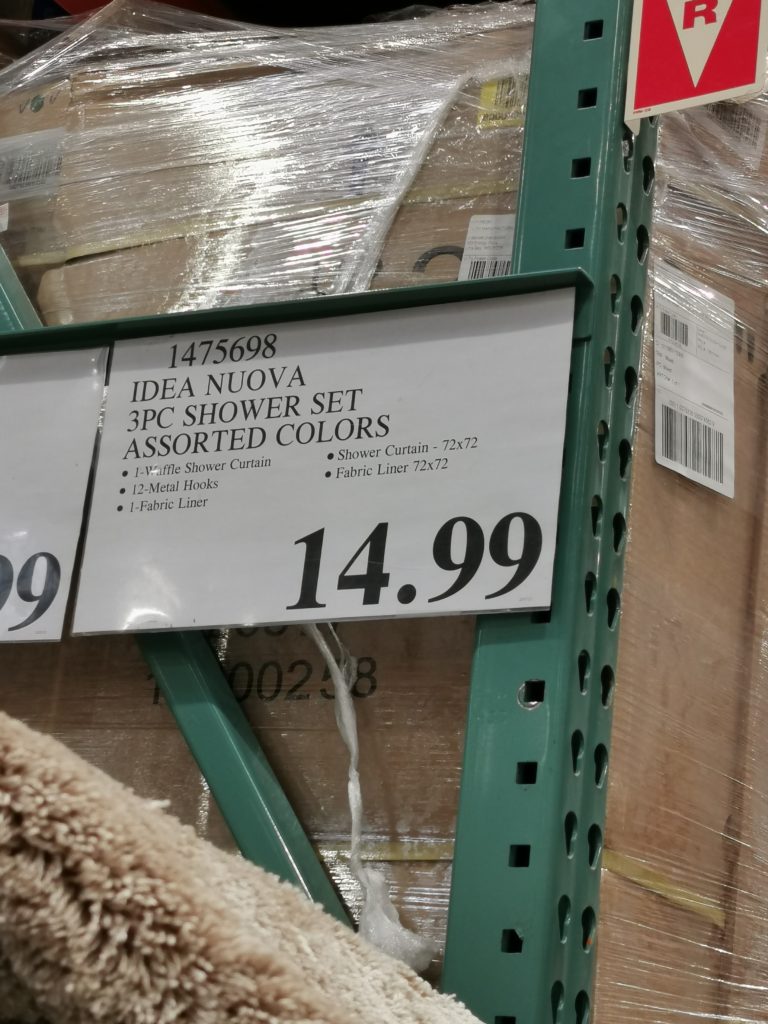 R
1475698
IDEA NUOVA
3PC SHOWER SET
ASSORTED COLORS
• 1-Waffle Shower Curtain
• 12-Metal Hooks
• 1-Fabric Liner
• Shower Curtain - 72x72
• Fabric Liner 72x72
14.99
99
00258